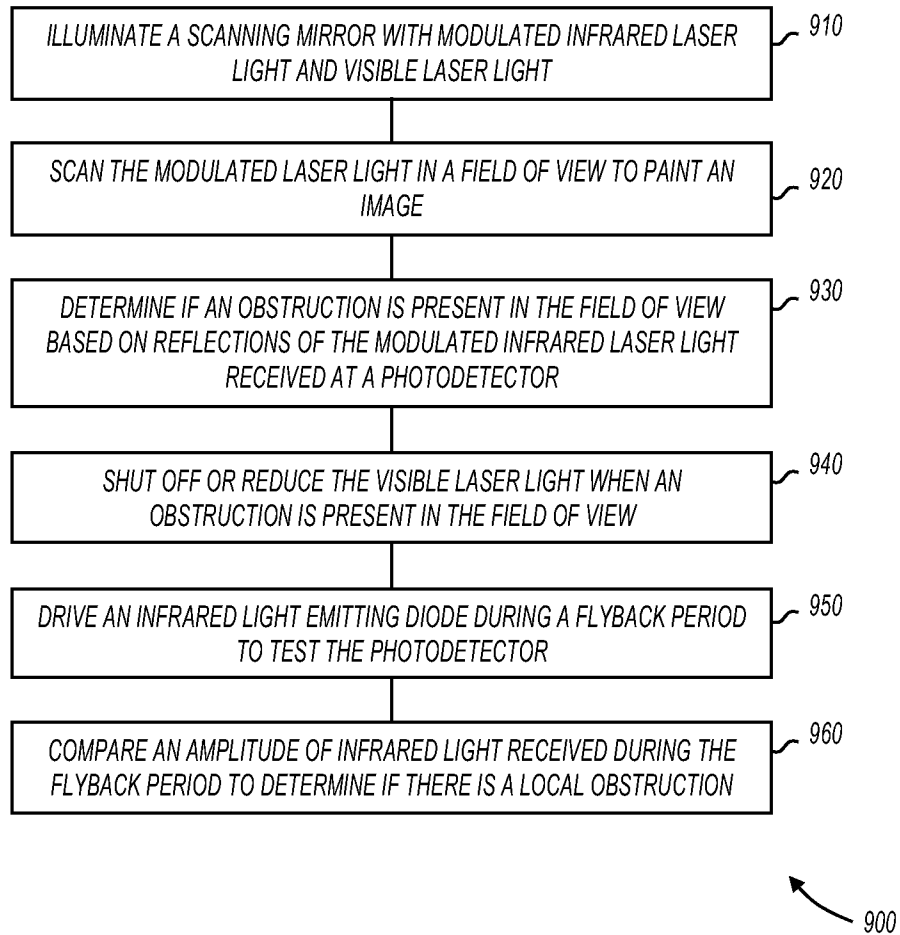 ILLUMINATE A SCANNING MIRROR WITH MODULATED INFRARED LASER
LIGHT AND VISIBLE LASER LIGHT
910
SCAN THE MODULATED LASER LIGHT IN A FIELD OF VIEW TO PAINT AN
IMAGE
920
DETERMINE IF AN OBSTRUCTION IS PRESENT IN THE FIELD OF VIEW
BASED ON REFLECTIONS OF THE MODULATED INFRARED LASER LIGHT
RECEIVED AT A PHOTODETECTOR
930
SHUT OFF OR REDUCE THE VISIBLE LASER LIGHT WHEN AN
OBSTRUCTION IS PRESENT IN THE FIELD OF VIEW
940
DRIVE AN INFRARED LIGHT EMITTING DIODE DURING A FLYBACK PERIOD
TO TEST THE PHOTODETECTOR
950
COMPARE AN AMPLITUDE OF INFRARED LIGHT RECEIVED DURING THE
FLYBACK PERIOD TO DETERMINE IF THERE IS A LOCAL OBSTRUCTION
960
900